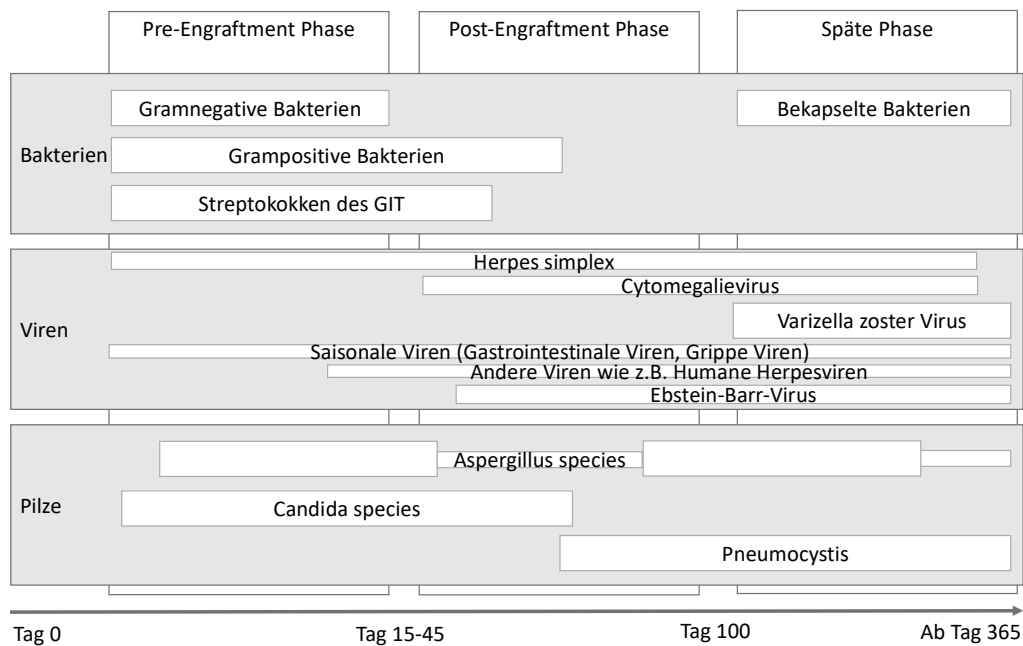 Pre-Engraftment Phase
Post-Engraftment Phase
Späte Phase
Bakterien
Gramnegative Bakterien
Bekapselte Bakterien
Grampositive Bakterien
Streptokokken des GIT
Viren
Herpes simplex
Cytomegalievirus
Varizella zoster Virus
Saisonale Viren (Gastrointestinale Viren, Grippe Viren)
Andere Viren wie z.B. Humane Herpesviren
Ebstein-Barr-Virus
Pilze
Aspergillus species
Candida species
Pneumocystis
Tag 0
Tag 15-45
Tag 100
Ab Tag 365